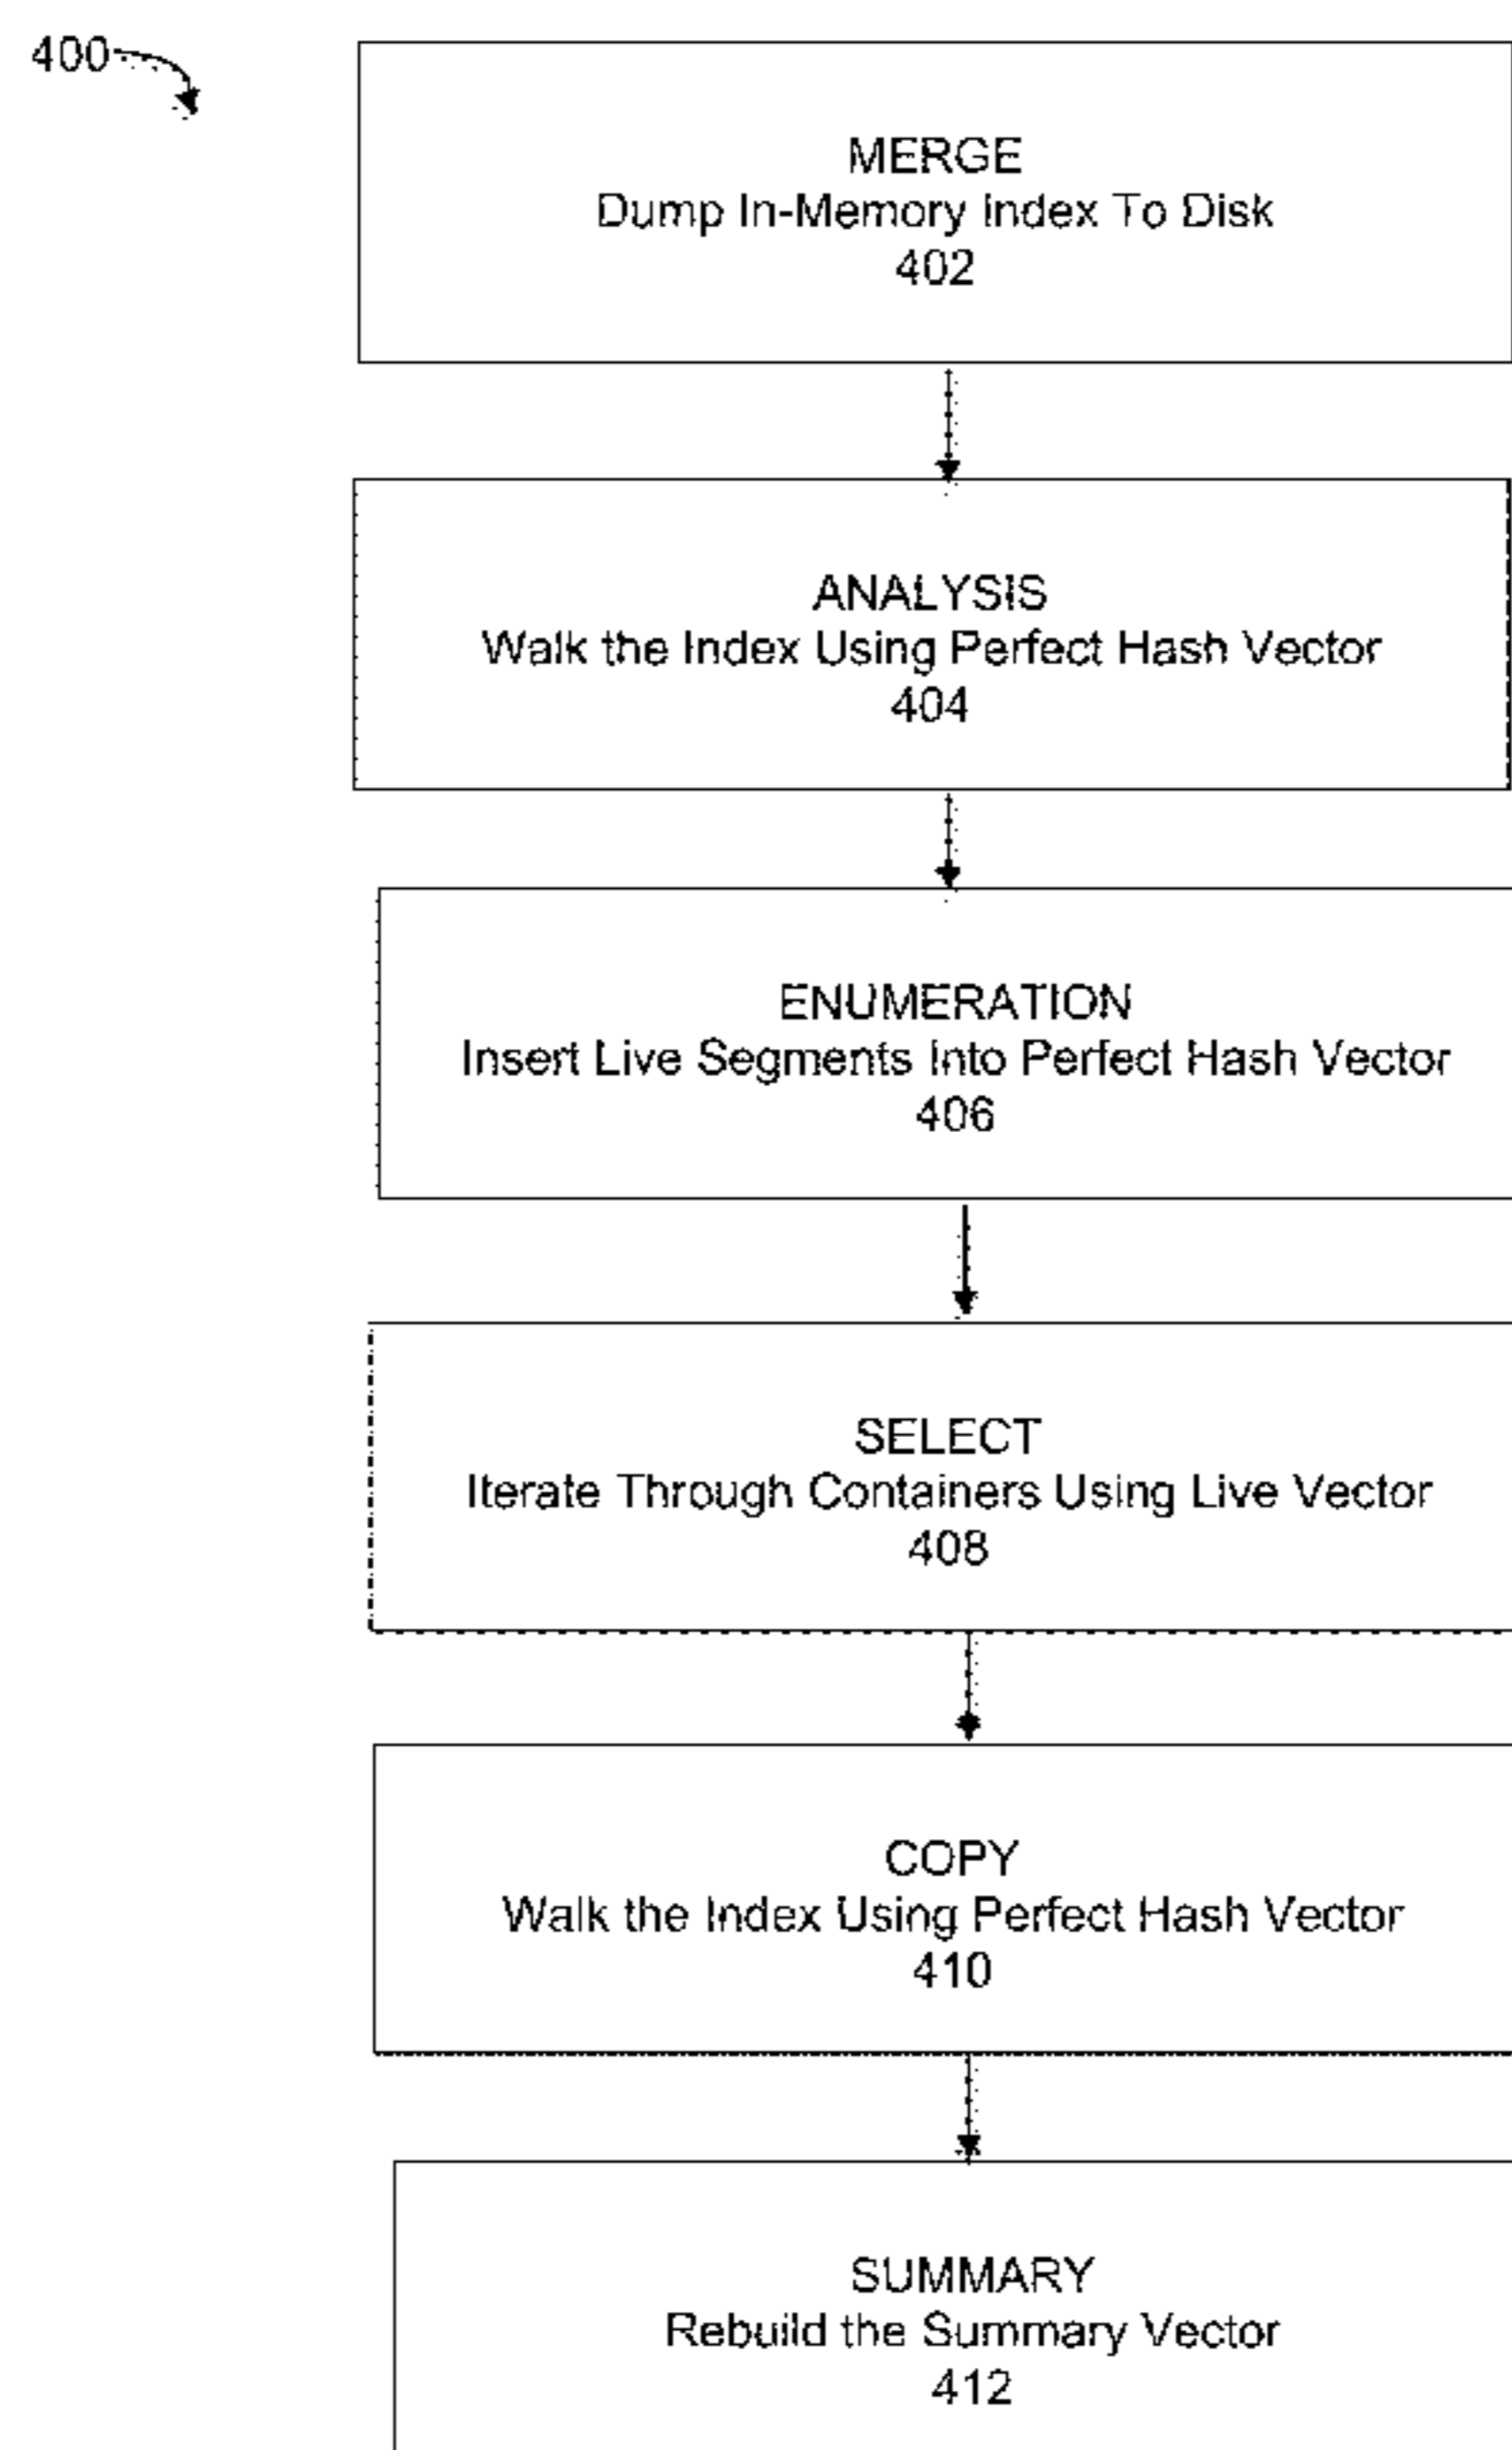 400
MERGE
Dump In-Memory Index To Disk
402
ANALYSIS
Walk the Index Using Perfect Hash Vector
404
ENUMERATION
Insert Live Segments Into Perfect Hash Vector
406
SELECT
Iterate Through Containers Using Live Vector
408
COPY
Walk the Index Using Perfect Hash Vector
410
SUMMARY
Rebuild the Summary Vector
412